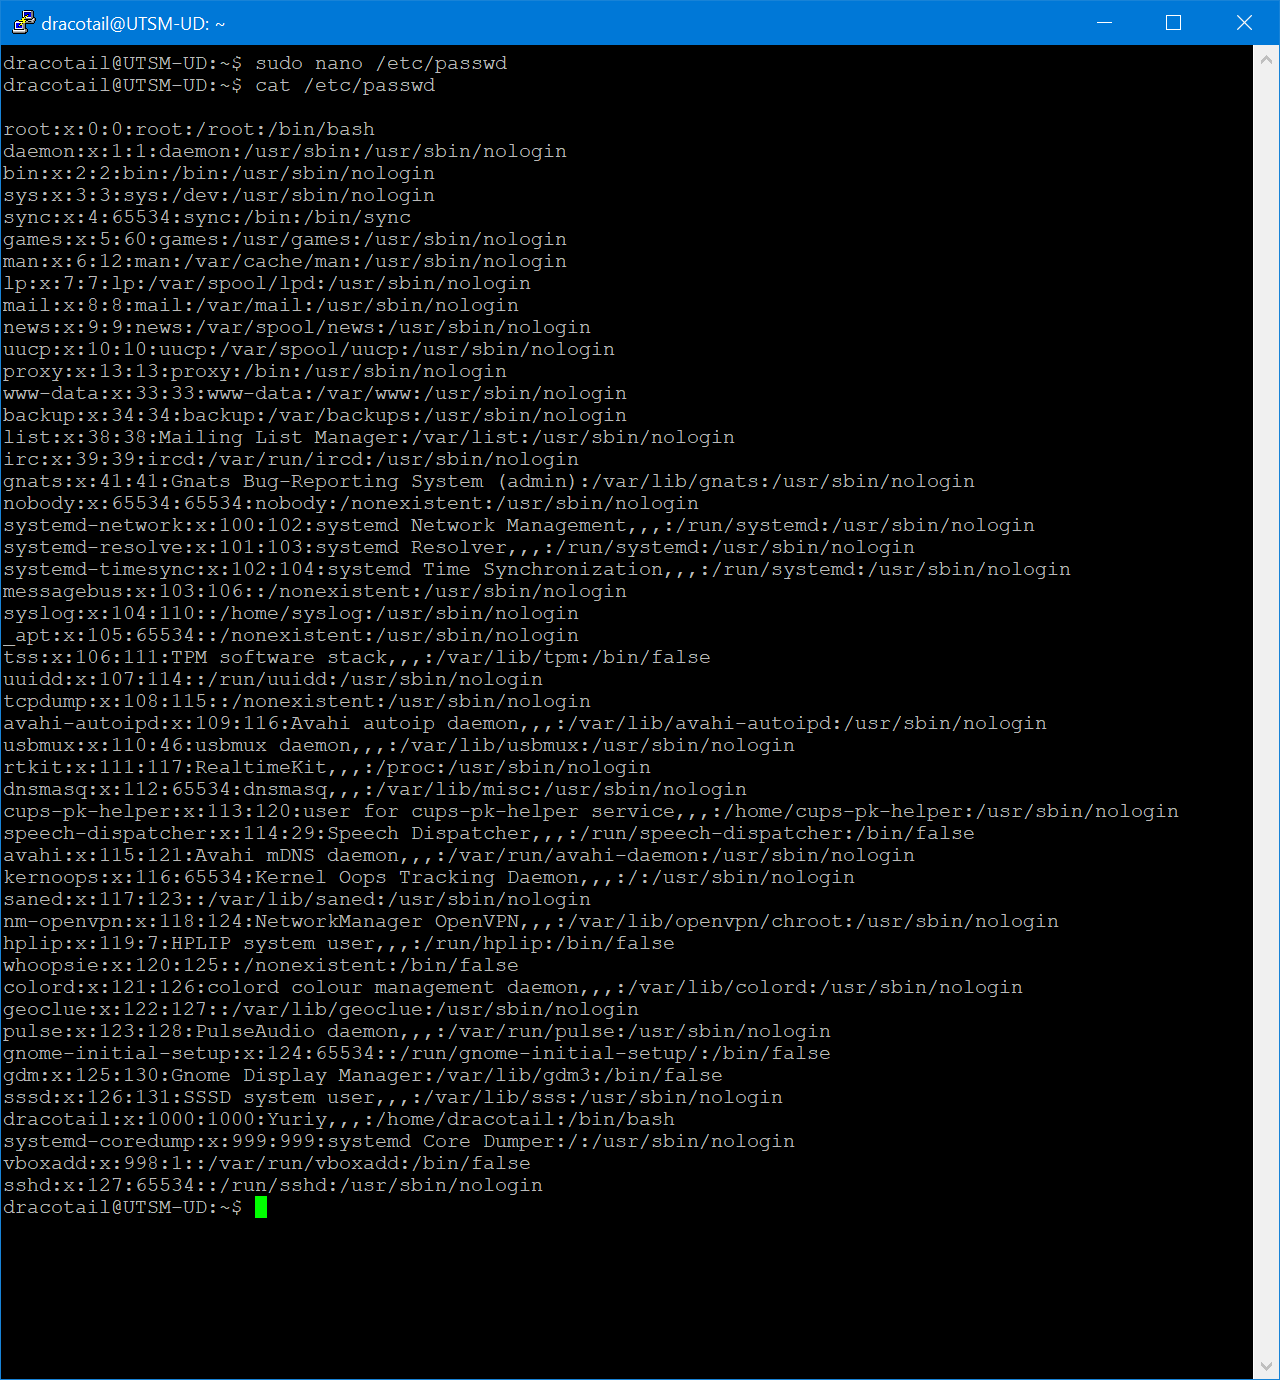 dracotail@UTSM-UD: ~
dracotail@UTSM-UD:~$ sudo nano /etc/passwd
dracotail@UTSM-UD:~$ cat /etc/passwd
root:x:0:0:root:/root:/bin/bash
daemon:x:1:1:daemon:/usr/sbin:/usr/sbin/nologin
bin:x:2:2:bin:/bin:/usr/sbin/nologin
sys:x:3:3:sys:/dev:/usr/sbin/nologin
sync:x:4:65534:sync:/bin:/bin/sync
games:x:5:60:games:/usr/games:/usr/sbin/nologin
man:x:6:12:man:/var/cache/man:/usr/sbin/nologin
lp:x:7:7:lp:/var/spool/lpd:/usr/sbin/nologin
mail:x:8:8:mail:/var/mail:/usr/sbin/nologin
news:x:9:9:news:/var/spool/news:/usr/sbin/nologin
uucp:x:10:10:uucp:/var/spool/uucp:/usr/sbin/nologin
proxy:x:13:13:proxy:/bin:/usr/sbin/nologin
www-data:x:33:33:www-data:/var/www:/usr/sbin/nologin
backup:x:34:34:backup:/var/backups:/usr/sbin/nologin
list:x:38:38:Mailing List Manager:/var/list:/usr/sbin/nologin
irc:x:39:39:ircd:/var/run/ircd:/usr/sbin/nologin
gnats:x:41:41:Gnats Bug-Reporting System (admin):/var/lib/gnats:/usr/sbin/nologin
nobody:x:65534:65534:nobody:/nonexistent:/usr/sbin/nologin
systemd-network:x:100:102:systemd Network Management,,,:/run/systemd:/usr/sbin/nologin
systemd-resolve:x:101:103:systemd Resolver,,,:/run/systemd:/usr/sbin/nologin
systemd-timesync:x:102:104:systemd Time Synchronization,,,:/run/systemd:/usr/sbin/nologin
messagebus:x:103:106::/nonexistent:/usr/sbin/nologin
syslog:x:104:110::/home/syslog:/usr/sbin/nologin
_apt:x:105:65534::/nonexistent:/usr/sbin/nologin
tss:x:106:111:TPM software stack,,,:/var/lib/tpm:/bin/false
uuidd:x:107:114::/run/uuidd:/usr/sbin/nologin
tcpdump:x:108:115::/nonexistent:/usr/sbin/nologin
avahi-autoipd:x:109:116:Avahi autoip daemon,,,:/var/lib/avahi-autoipd:/usr/sbin/nologin
usbmux:x:110:46:usbmux daemon,,,:/var/lib/usbmux:/usr/sbin/nologin
rtkit:x:111:117:RealtimeKit,,,:/proc:/usr/sbin/nologin
dnsmasq:x:112:65534:dnsmasq,,,:/var/lib/misc:/usr/sbin/nologin
cups-pk-helper:x:113:120:user for cups-pk-helper service,,,:/home/cups-pk-helper:/usr/sbin/nologin
speech-dispatcher:x:114:29:Speech Dispatcher,,,:/run/speech-dispatcher:/bin/false
avahi:x:115:121:Avahi mDNS daemon,,,:/var/run/avahi-daemon:/usr/sbin/nologin
kernoops:x:116:65534:Kernel Oops Tracking Daemon,,,:/:/usr/sbin/nologin
saned:x:117:123::/var/lib/saned:/usr/sbin/nologin
nm-openvpn:x:118:124:NetworkManager OpenVPN,,,:/var/lib/openvpn/chroot:/usr/sbin/nologin
hplip:x:119:7:HPLIP system user,,,:/run/hplip:/bin/false
whoopsie:x:120:125::/nonexistent:/bin/false
colord:x:121:126:colord colour management daemon,,,:/var/lib/colord:/usr/sbin/nologin
geoclue:x:122:127::/var/lib/geoclue:/usr/sbin/nologin
pulse:x:123:128:PulseAudio daemon,,,:/var/run/pulse:/usr/sbin/nologin
gnome-initial-setup:x:124:65534::/run/gnome-initial-setup/:/bin/false
gdm:x:125:130:Gnome Display Manager:/var/lib/gdm3:/bin/false
sssd:x:126:131:SSSD system user,,,:/var/lib/sss:/usr/sbin/nologin
dracotail:x:1000:1000:Yuriy,,,:/home/dracotail:/bin/bash
systemd-coredump:x:999:999:systemd Core Dumper:/:/usr/sbin/nologin
vboxadd:x:998:1::/var/run/vboxadd:/bin/false
sshd:x:127:65534::/run/sshd:/usr/sbin/nologin
dracotail@UTSM-UD:~$